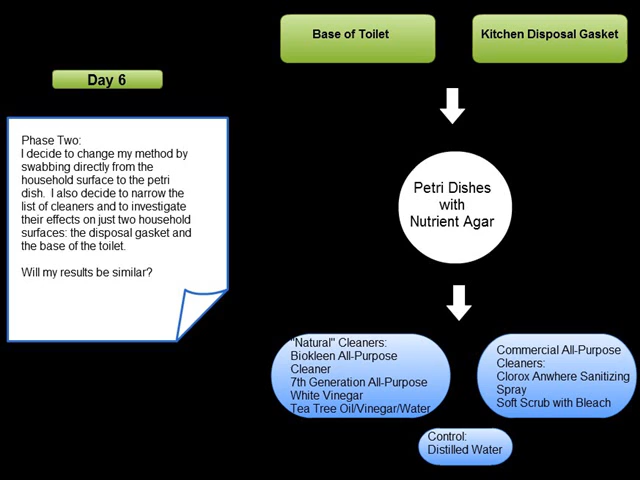 Base of Toilet
Kitchen Disposal Gasket
Day 6
Phase Two:
I decide to change my method by
swabbing directly from the
household surface to the petri
dish. I also decide to narrow the
list of cleaners and to investigate
their effects on just two household
surfaces: the disposal gasket and
the base of the toilet.
Will my results be similar?
Petri Dishes
with
Nutrient Agar
"Natural" Cleaners:
Biokleen All-Purpose
Cleaner
7th Generation All-Purpose
White Vinegar
Tea Tree Oil/Vinegar/Water
Commercial All-Purpose
Cleaners:
Clorox Anwhere Sanitizing
Spray
Soft Scrub with Bleach
Control:
Distilled Water